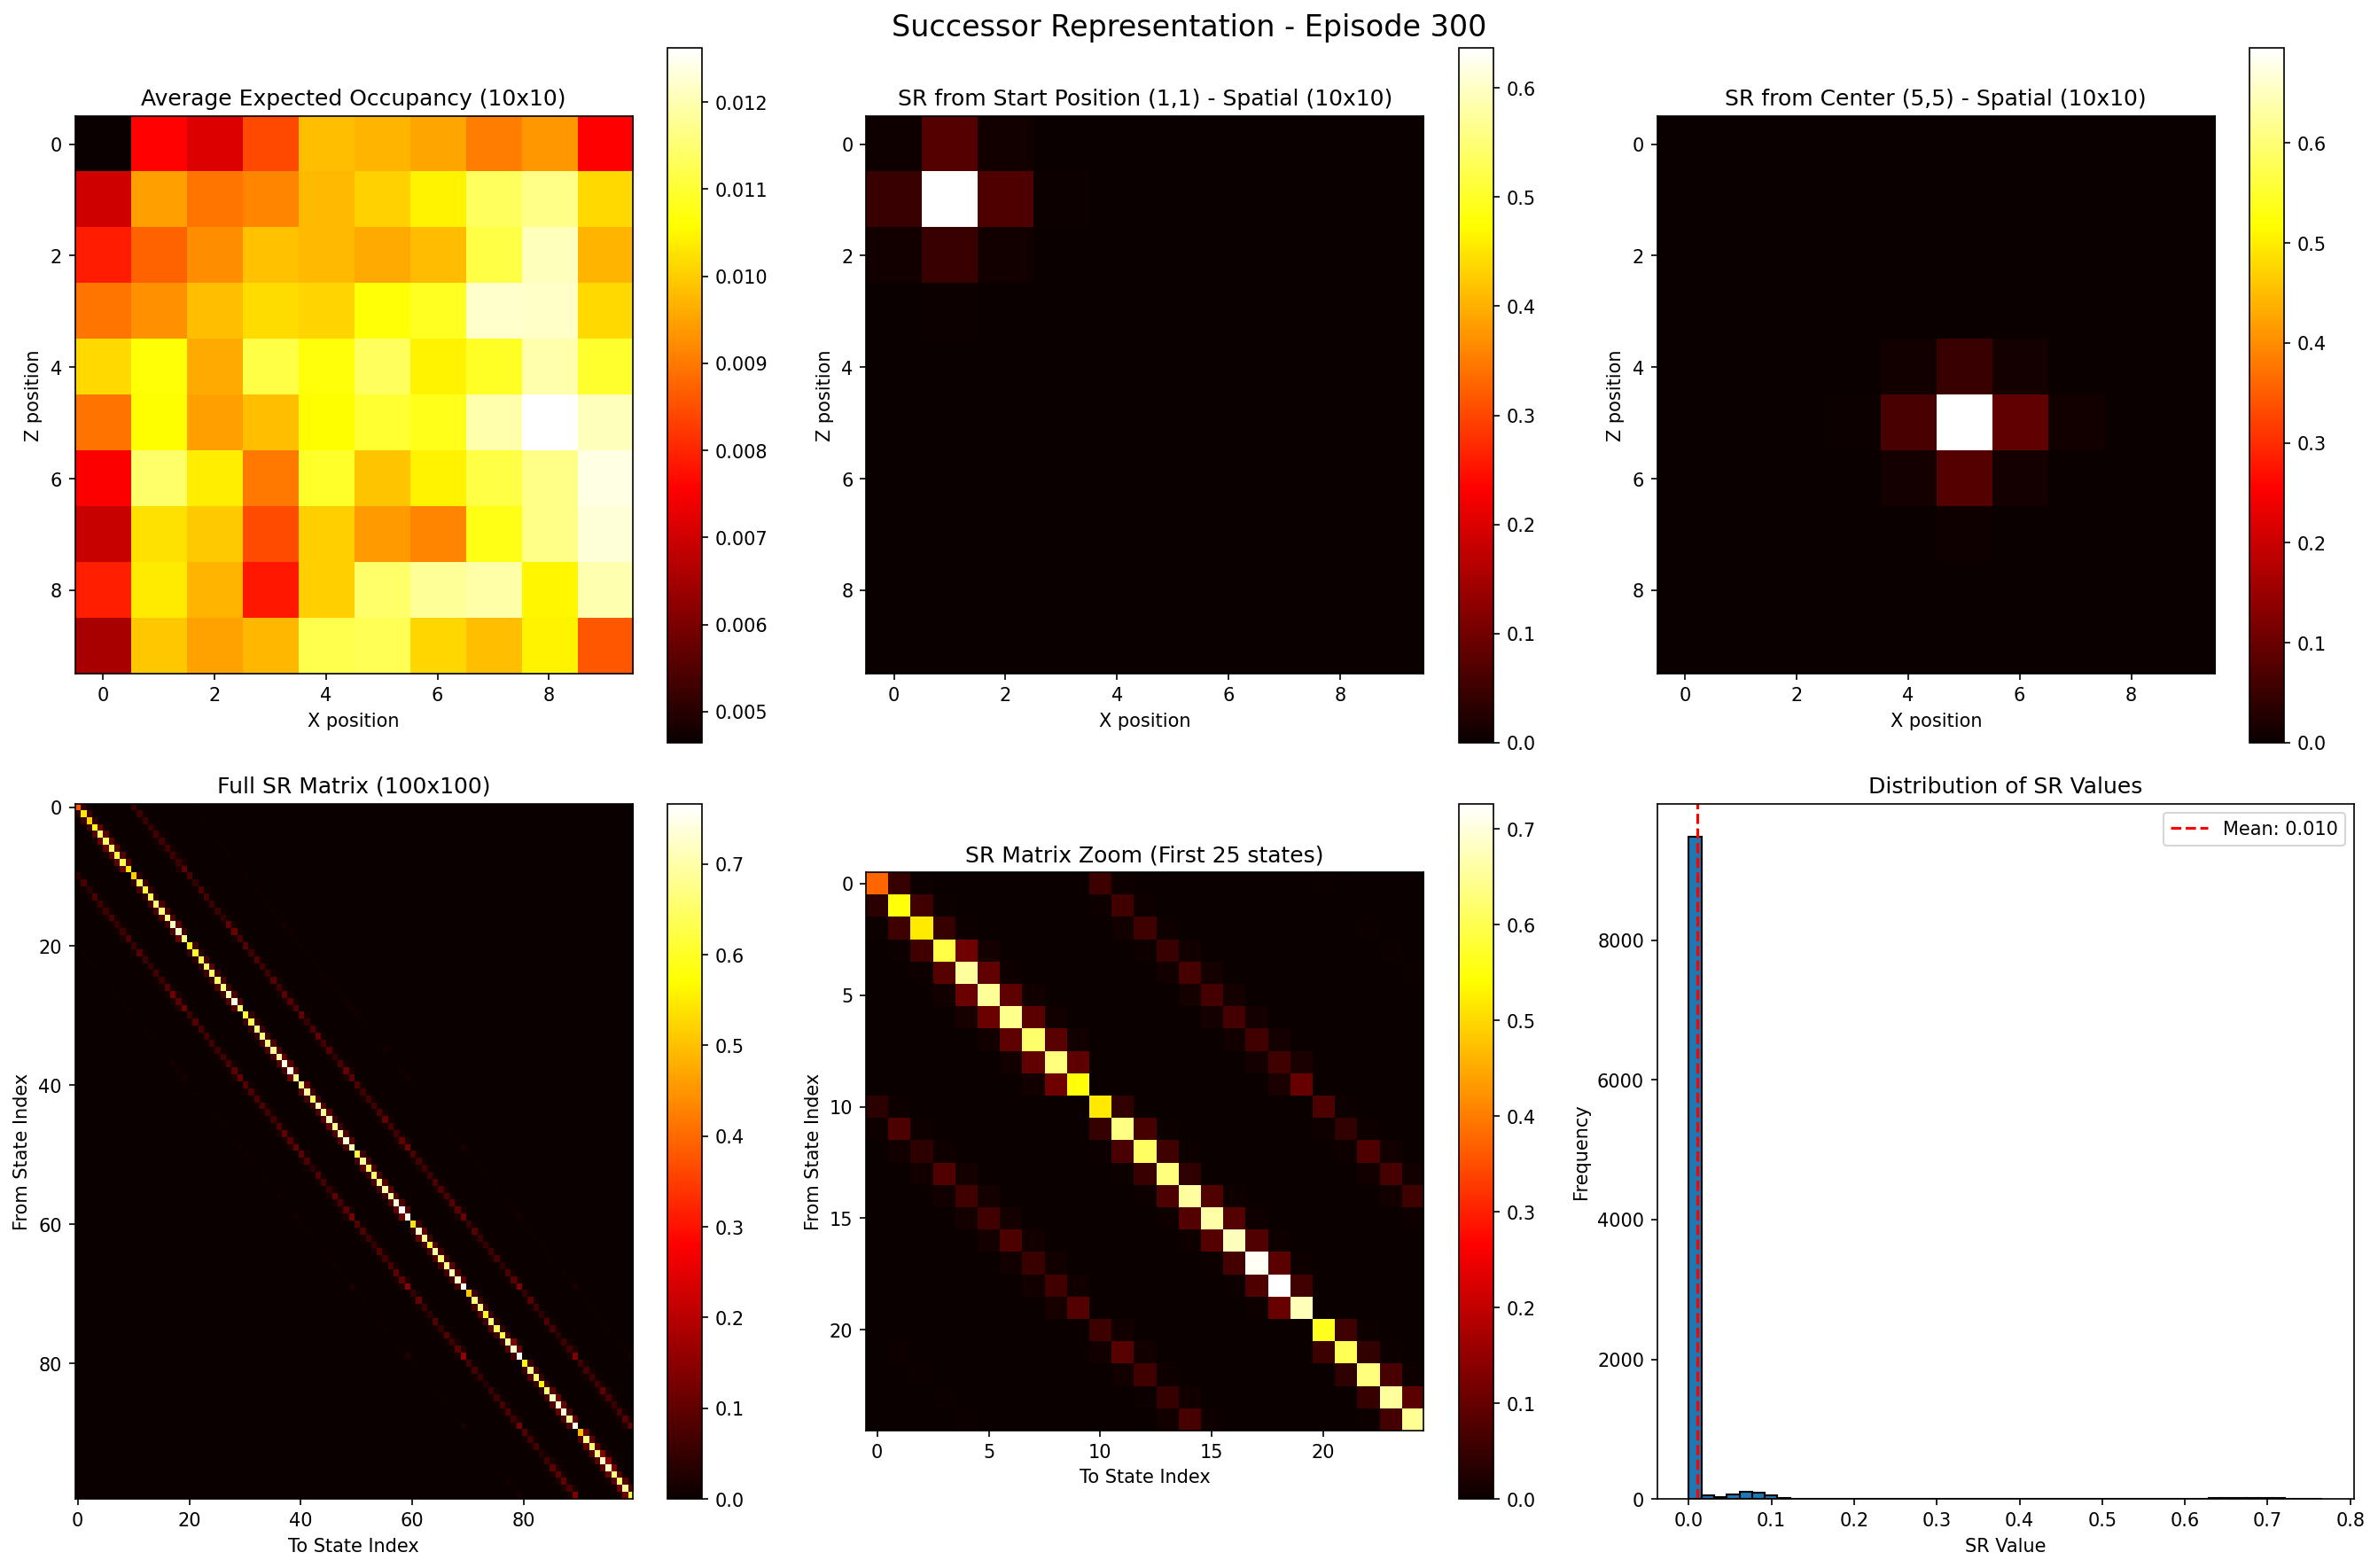 Successor Representation - Episode 300
Average Expected Occupancy (10x10)
0
2
4
6
8
Z position
0 2 4 6 8
X position
0.012
0.011
0.010
0.009
0.008
0.007
0.006
0.005
SR from Start Position (1,1) - Spatial (10x10)
0
2
4
6
8
Z position
0 2 4 6 8
X position
0.6
0.5
0.4
0.3
0.2
0.1
0.0
SR from Center (5,5) - Spatial (10x10)
0
2
4
6
8
Z position
0 2 4 6 8
X position
0.6
0.5
0.4
0.3
0.2
0.1
0.0
Full SR Matrix (100x100)
0
20
40
60
80
From State Index
0 20 40 60 80
To State Index
0.7
0.6
0.5
0.4
0.3
0.2
0.1
0.0
SR Matrix Zoom (First 25 states)
0
5
10
15
20
From State Index
0 5 10 15 20
To State Index
0.7
0.6
0.5
0.4
0.3
0.2
0.1
0.0
Distribution of SR Values
Mean: 0.010
8000
6000
4000
2000
0
Frequency
0.0 0.1 0.2 0.3 0.4 0.5 0.6 0.7 0.8
SR Value